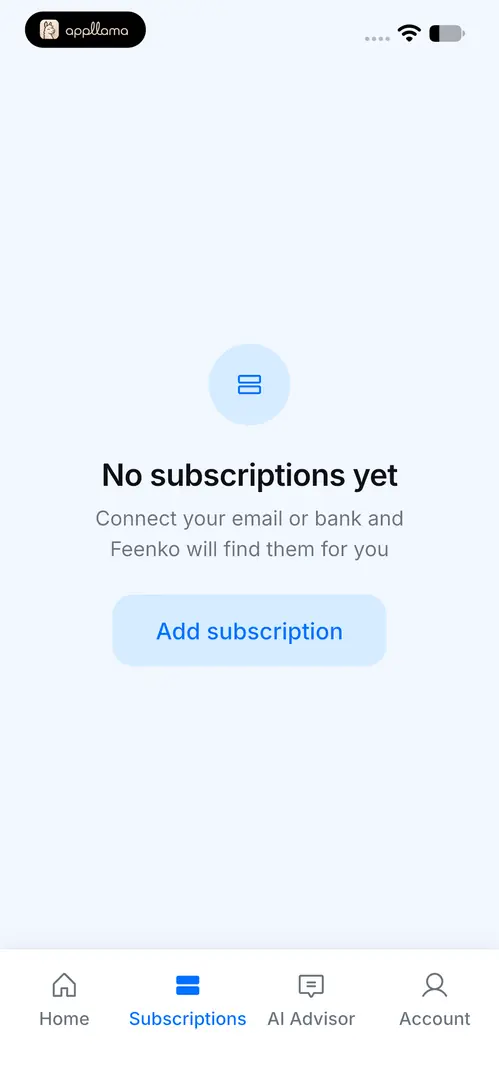 appllama
No subscriptions yet
Connect your email or bank and
Feenko will find them for you
Add subscription
Home
Subscriptions
AI Advisor
Account